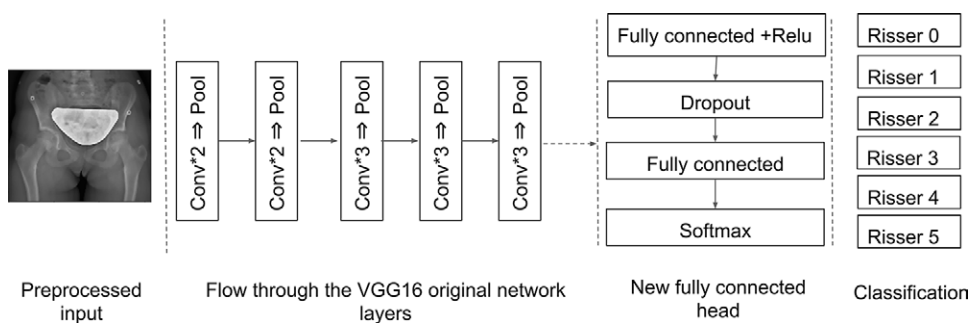 Conv*2 ⇒ Pool
Conv*2 ⇒ Pool
Conv*3 ⇒ Pool
Conv*3 ⇒ Pool
Conv*3 ⇒ Pool
Fully connected +Relu
Dropout
Fully connected
Softmax
Risser 0
Risser 1
Risser 2
Risser 3
Risser 4
Risser 5
Preprocessed
input
Flow through the VGG16 original network
layers
New fully connected
head
Classification